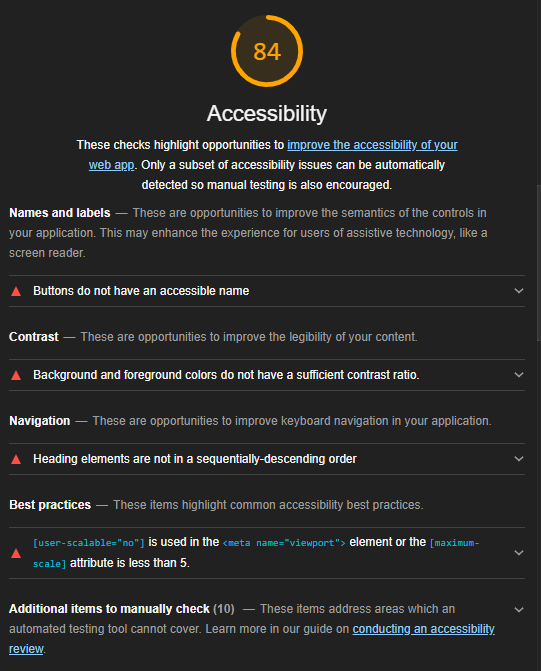 84
Accessibility
These checks highlight opportunities to improve the accessibility of your
web app. Only a subset of accessibility issues can be automatically
detected so manual testing is also encouraged.
Names and labels — These are opportunities to improve the semantics of the controls in
your application. This may enhance the experience for users of assistive technology, like a
screen reader.
Buttons do not have an accessible name
Contrast — These are opportunities to improve the legibility of your content.
Background and foreground colors do not have a sufficient contrast ratio.
Navigation — These are opportunities to improve keyboard navigation in your application.
Heading elements are not in a sequentially-descending order
Best practices — These items highlight common accessibility best practices.
[user-scalable="no"] is used in the <meta name="viewport"> element or the [maximum-
scale] attribute is less than 5.
Additional items to manually check (10) — These items address areas which an
automated testing tool cannot cover. Learn more in our guide on conducting an accessibility
review.